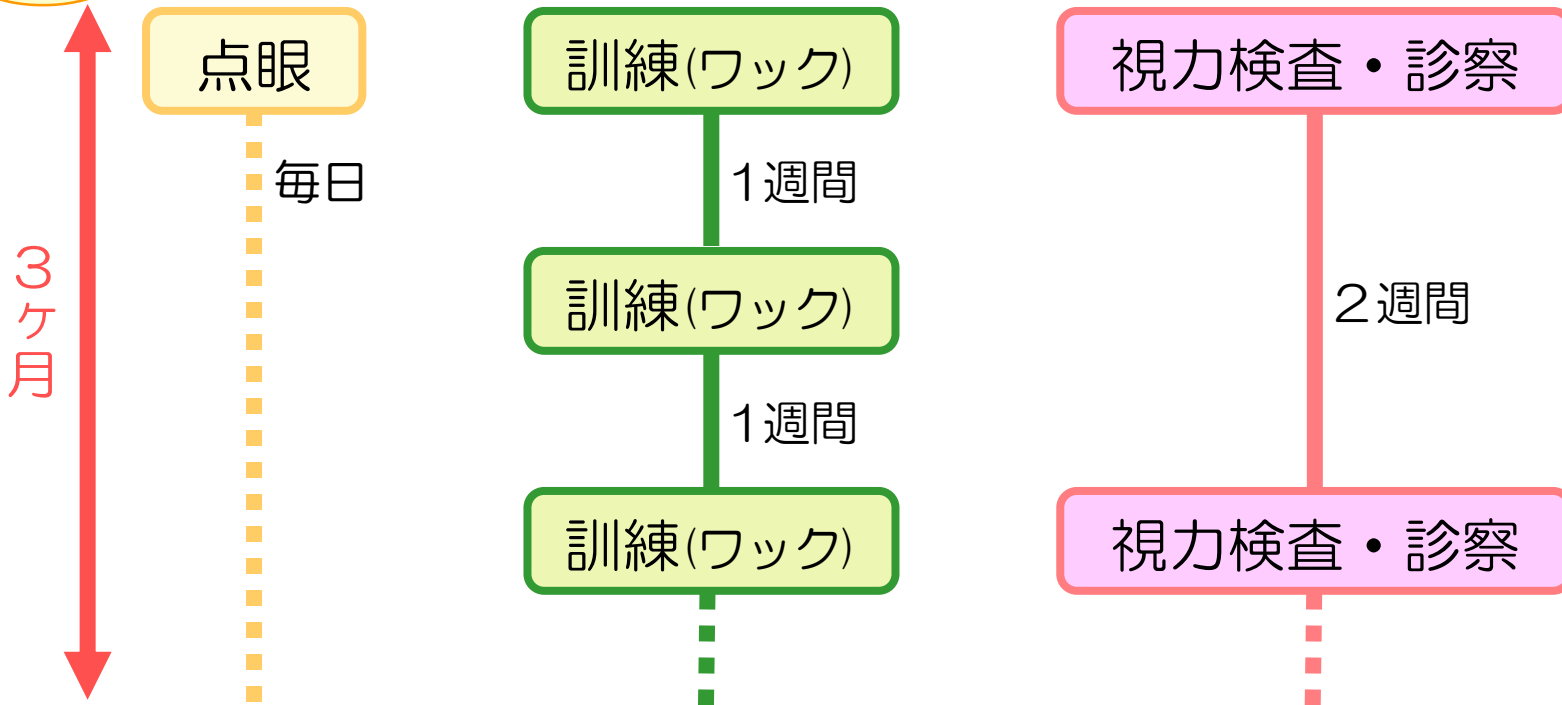 点眼
訓練(ワック)
視力検査・診察
毎日
1週間
3ヶ月
訓練(ワック)
2週間
1週間
訓練(ワック)
視力検査・診察